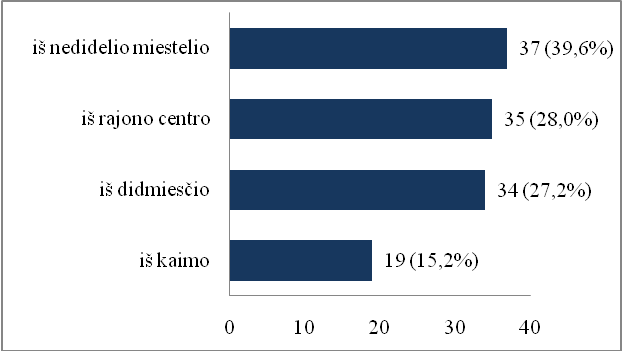 iš nedidelio miestelio 37 (39,6%)
iš rajono centro 35 (28,0%)
iš didmiesčio 34 (27,2%)
iš kaimo 19 (15,2%)
0 10 20 30 40